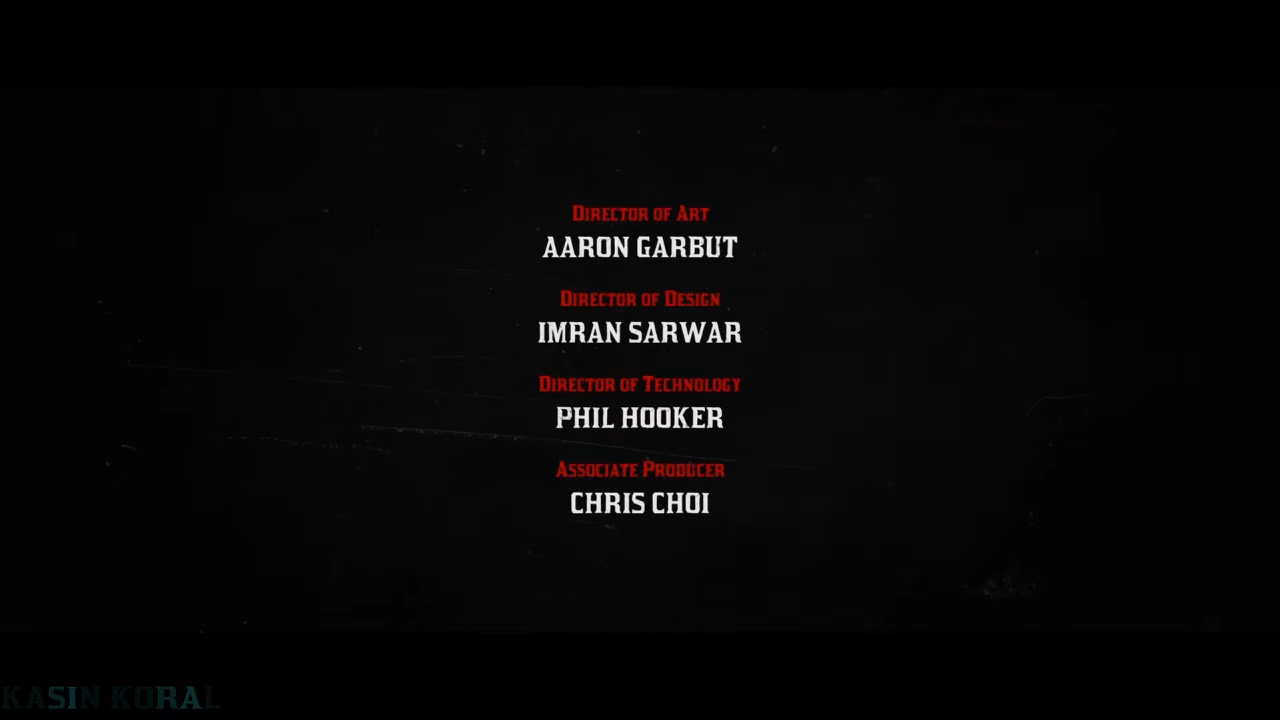 Director of Art
AARON GARBUT
Director of Design
IMRAN SARWAR
Director of Technology
PHIL HOOKER
Associate Producer
CHRIS CHOI
KASIN KORAL